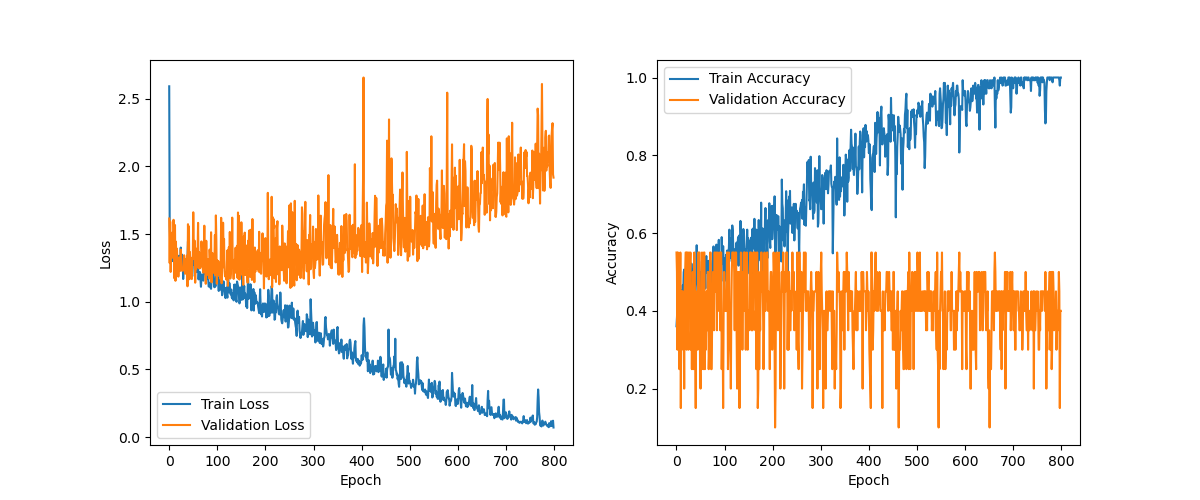 2.5
2.0
1.5
1.0
0.5
0.0
Loss
Train Loss
Validation Loss
0 100 200 300 400 500 600 700 800
Epoch
1.0
0.8
0.6
0.4
0.2
Accuracy
Train Accuracy
Validation Accuracy
0 100 200 300 400 500 600 700 800
Epoch